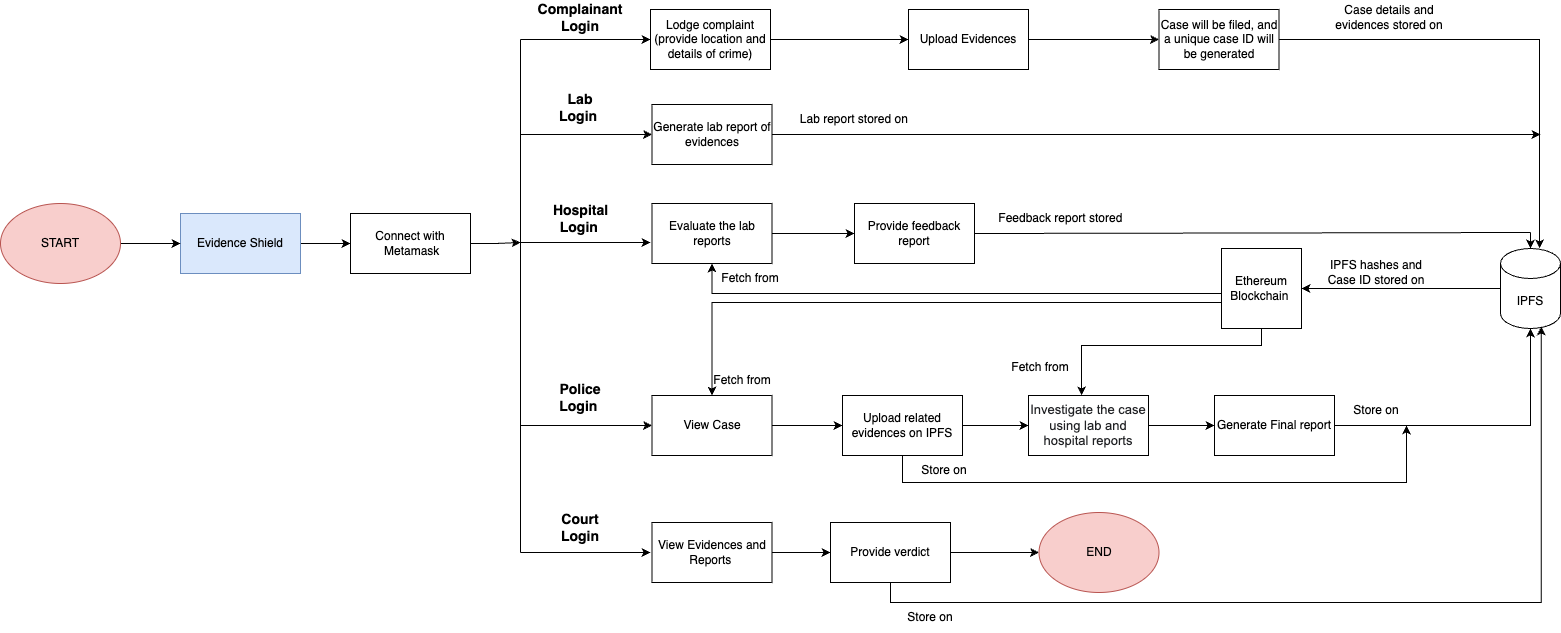 Complainant
Login
Lodge complaint
(provide location and
details of crime)
Upload Evidences
Case will be filed, and
a unique case ID will
be generated
Case details and
evidences stored on
Lab
Login
Generate lab report of
evidences
Lab report stored on
START
Evidence Shield
Connect with
Metamask
Hospital
Login
Evaluate the lab
reports
Provide feedback
report
Feedback report stored
Fetch from
Ethereum
Blockchain
IPFS hashes and
Case ID stored on
IPFS
Fetch from
Fetch from
Police
Login
View Case
Upload related
evidences on IPFS
Investigate the case
using lab and
hospital reports
Generate Final report
Store on
Store on
Court
Login
View Evidences and
Reports
Provide verdict
END
Store on